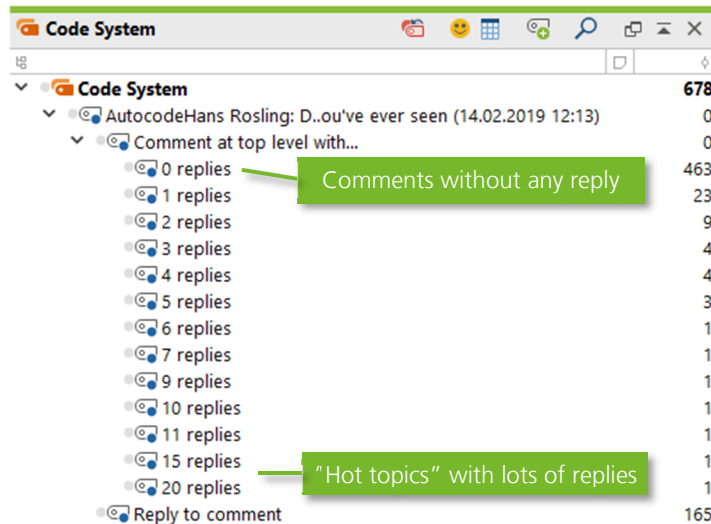 Code System
Code System 678
AutocodeHans Rosling: D..ou've ever seen (14.02.2019 12:13) 0
Comment at top level with... 0
0 replies 463
Comments without any reply
1 replies 23
2 replies 9
3 replies 4
4 replies 4
5 replies 3
6 replies 1
7 replies 1
9 replies 1
10 replies 1
11 replies 1
15 replies 1
"Hot topics" with lots of replies
20 replies 1
Reply to comment 165